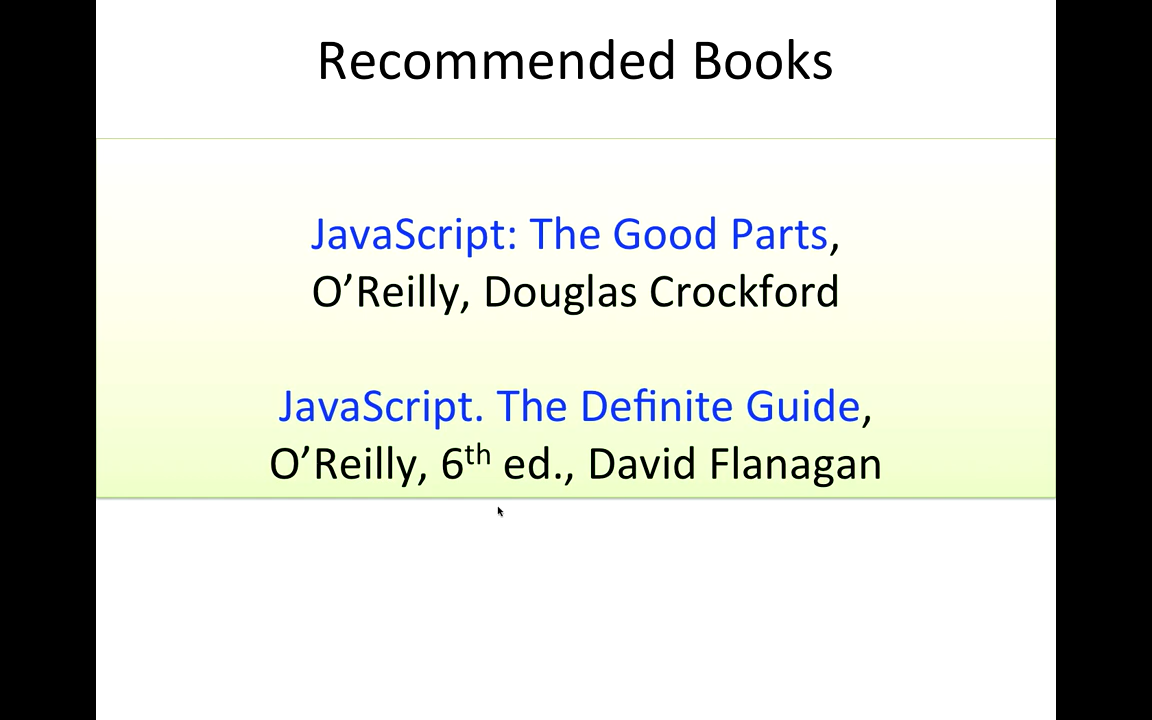 Recommended Books
JavaScript: The Good Parts,
O’Reilly, Douglas Crockford
JavaScript. The Definite Guide,
O’Reilly, 6th ed., David Flanagan